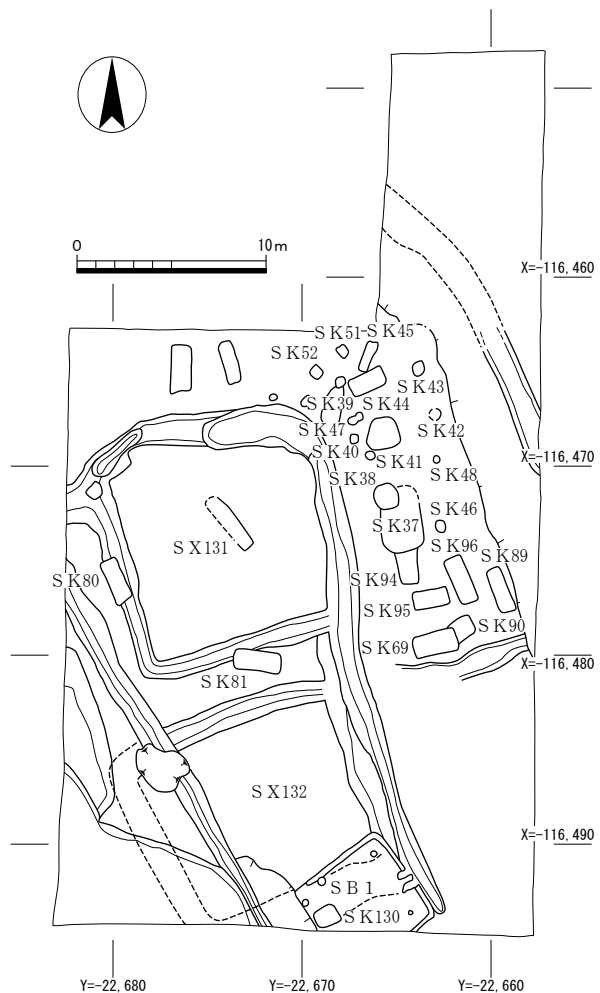 0 10m
X=-116,460
SK51 SK45
SK52
SK43
SK39 SK44
SK42
SK47
SK40
SK41
SK38
SK48
X=-116,470
SK46
SK37
SX131
SK96
SK89
SK80
SK94
SK95
SK90
SK69
X=-116,480
SK81
SX132
X=-116,490
SB1
SK130
Y=-22,680 Y=-22,670 Y=-22,660